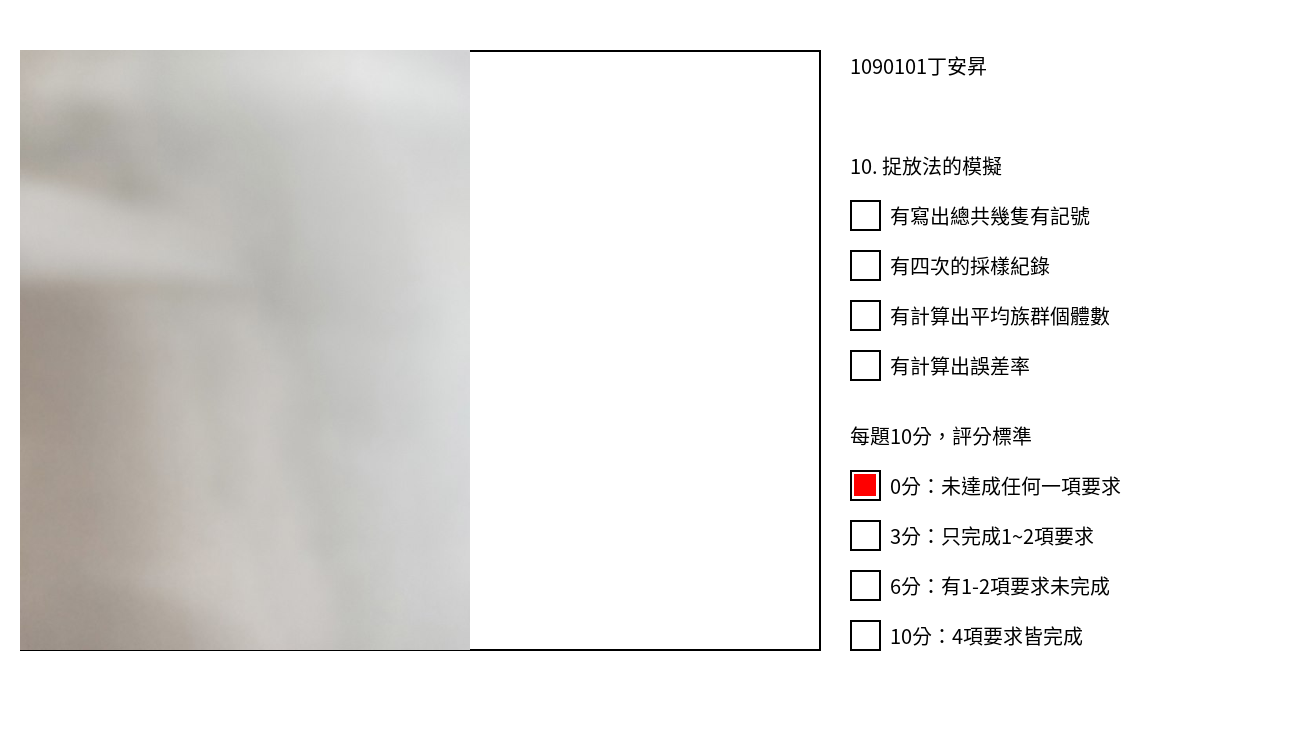 1090101丁安昇
10. 捉放法的模擬
有寫出總共幾隻有記號
有四次的採樣紀錄
有計算出平均族群個體數
有計算出誤差率
每題10分，評分標準
0分：未達成任何一項要求
3分：只完成1~2項要求
6分：有1-2項要求未完成
10分：4項要求皆完成